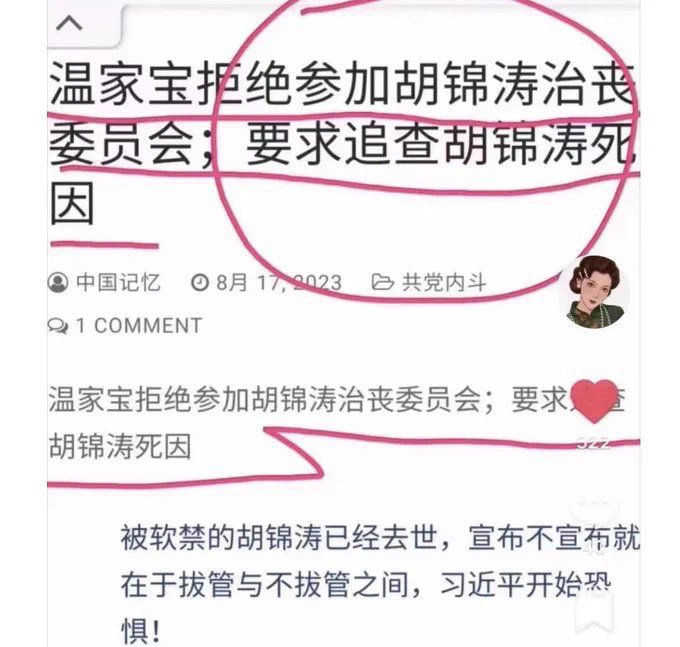 温家宝拒绝参加胡锦涛治丧
委员会；要求追查胡锦涛死
因
中国记忆 8月 17, 2023 共党内斗
1 COMMENT
温家宝拒绝参加胡锦涛治丧委员会；要求追查
胡锦涛死因
322
被软禁的胡锦涛已经去世，宣布不宣布就
在于拔管与不拔管之间，习近平开始恐
惧！